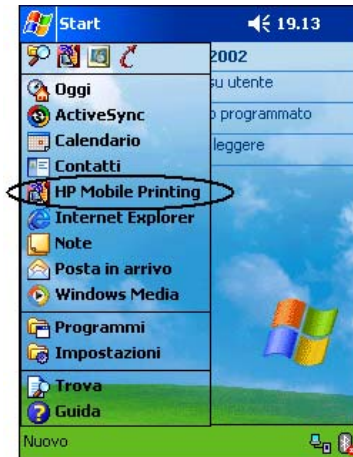 Start 19.13
2002
su utente
Oggi
ActiveSync
o programmato
Calendario
leggere
Contatti
HP Mobile Printing
Internet Explorer
Note
Posta in arrivo
Windows Media
Programmi
Impostazioni
Trova
Guida
Nuovo